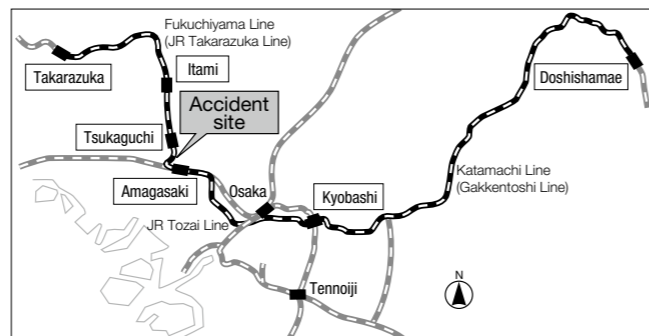 Fukuchiyama Line
(JR Takarazuka Line)
Takarazuka
Itami
Doshishamae
Accident
site
Tsukaguchi
Katamachi Line
(Gakkentoshi Line)
Amagasaki
Osaka
Kyobashi
JR Tozai Line
N
Tennoiji